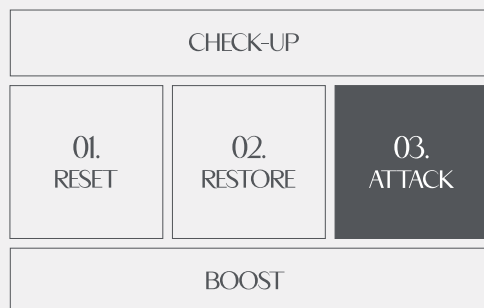 CHECK-UP
01.
RESET
02.
RESTORE
03.
ATTACK
BOOST